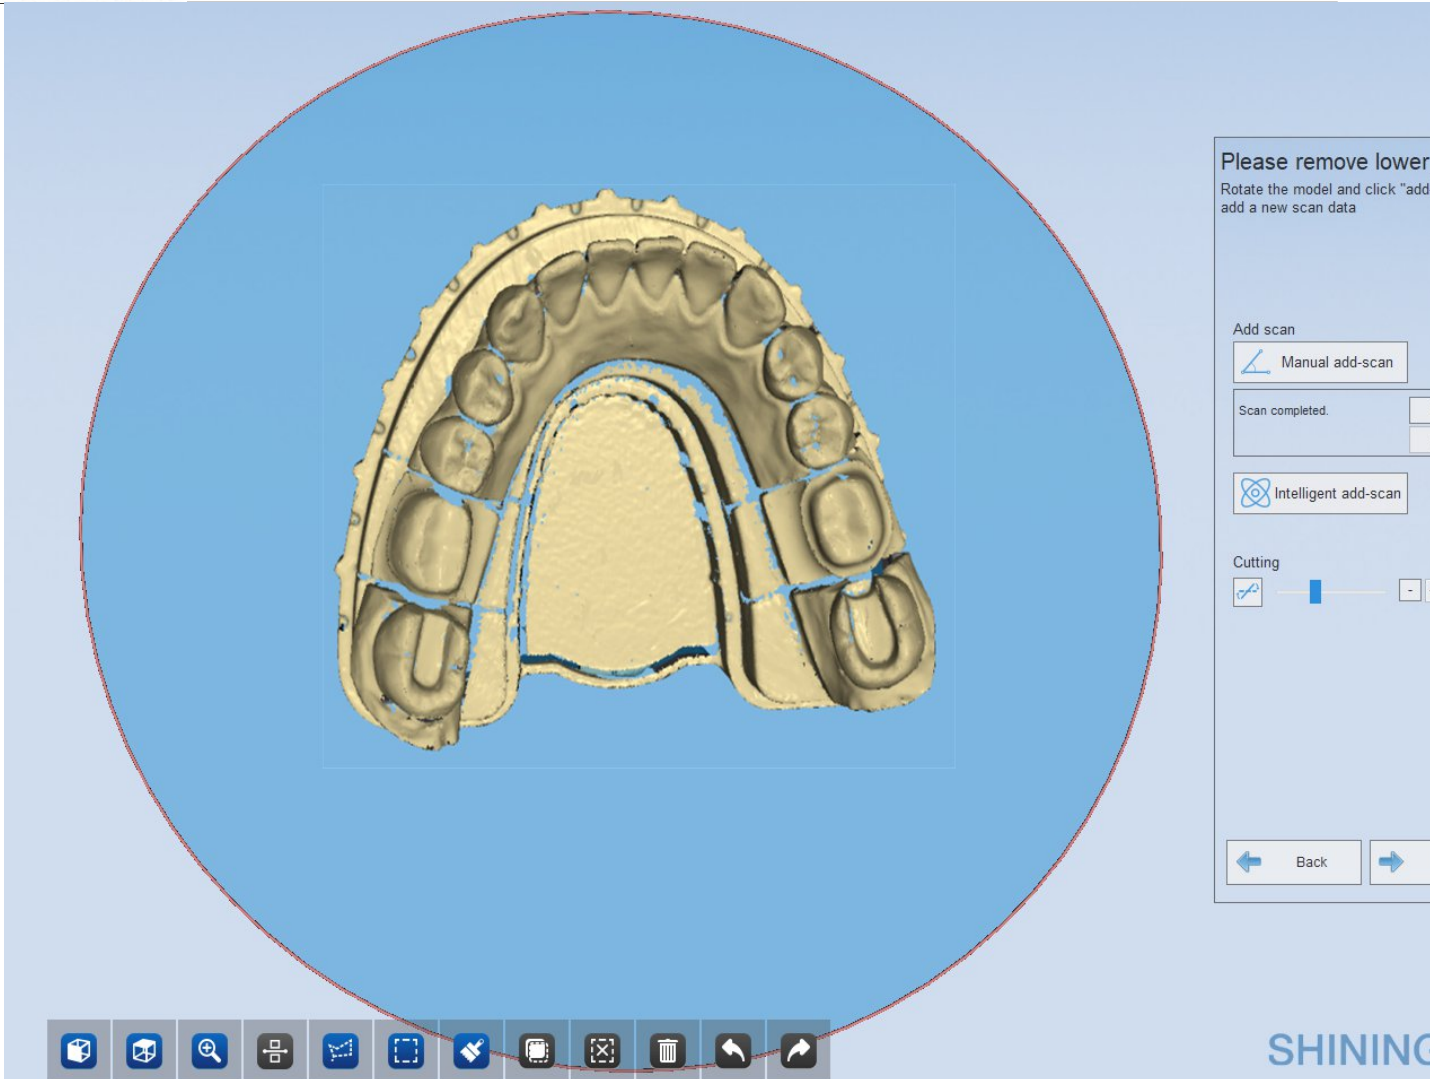 Please remove lower
Rotate the model and click "add
add a new scan data
Add scan
Manual add-scan
Scan completed.
Intelligent add-scan
Cutting
-
Back
SHINING